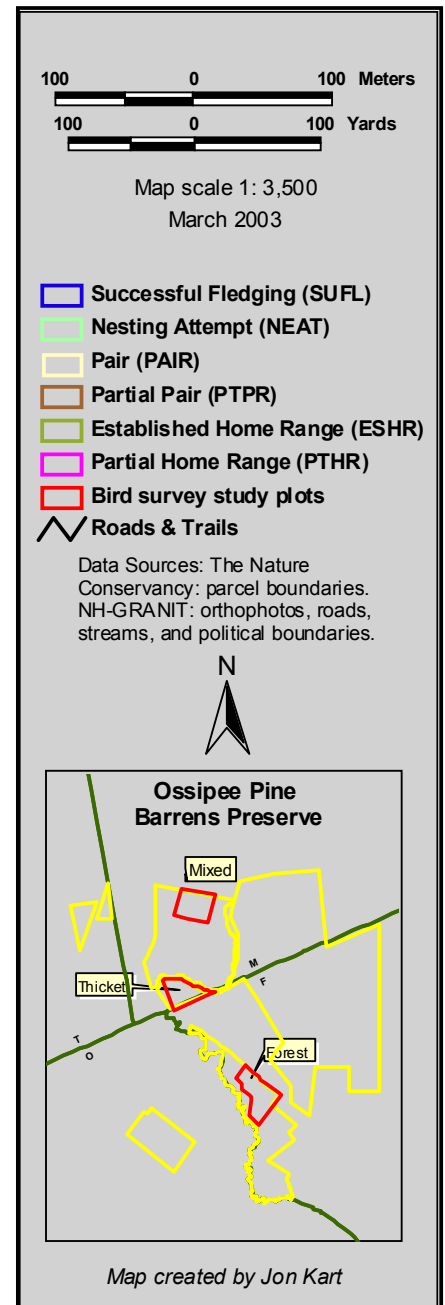 100 0 100 Meters
100 0 100 Yards
Map scale 1: 3,500
March 2003
Successful Fledging (SUFL)
Nesting Attempt (NEAT)
Pair (PAIR)
Partial Pair (PTPR)
Established Home Range (ESHR)
Partial Home Range (PTHR)
Bird survey study plots
Roads & Trails
Data Sources: The Nature
Conservancy: parcel boundaries.
NH-GRANIT: orthophotos, roads,
streams, and political boundaries.
N
Ossipee Pine
Barrens Preserve
Mixed
M
F
Thicket
T
O
Forest
Map created by Jon Kart